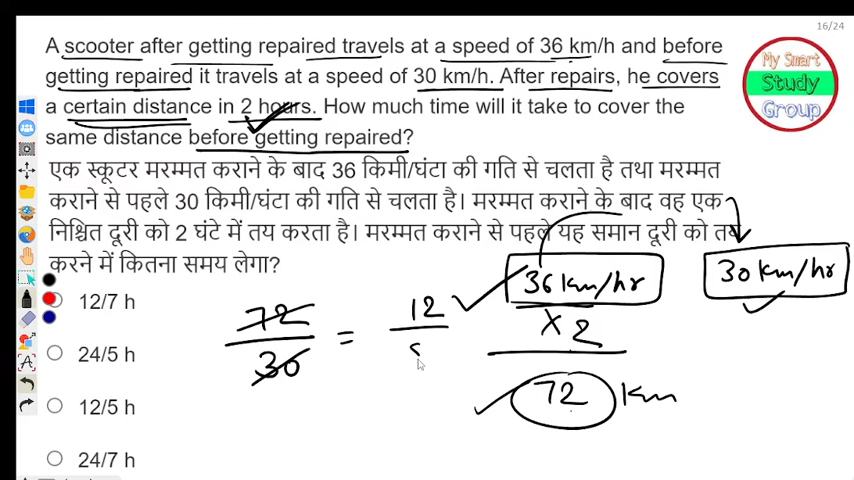 16/24
A scooter after getting repaired travels at a speed of 36 km/h and before
getting repaired it travels at a speed of 30 km/h. After repairs, he covers
a certain distance in 2 hours. How much time will it take to cover the
same distance before getting repaired?
My Smart
Study
Group
एक स्कूटर मरम्मत कराने के बाद 36 किमी/घंटा की गति से चलता है तथा मरम्मत
कराने से पहले 30 किमी/घंटा की गति से चलता है। मरम्मत कराने के बाद वह एक
निश्चित दूरी को 2 घंटे में तय करता है। मरम्मत कराने से पहले यह समान दूरी को तय
करने में कितना समय लेगा?
36 km/hr
30 km/hr
12/7 h
72
30
=
12
X 2
24/5 h
72 Km
12/5 h
24/7 h